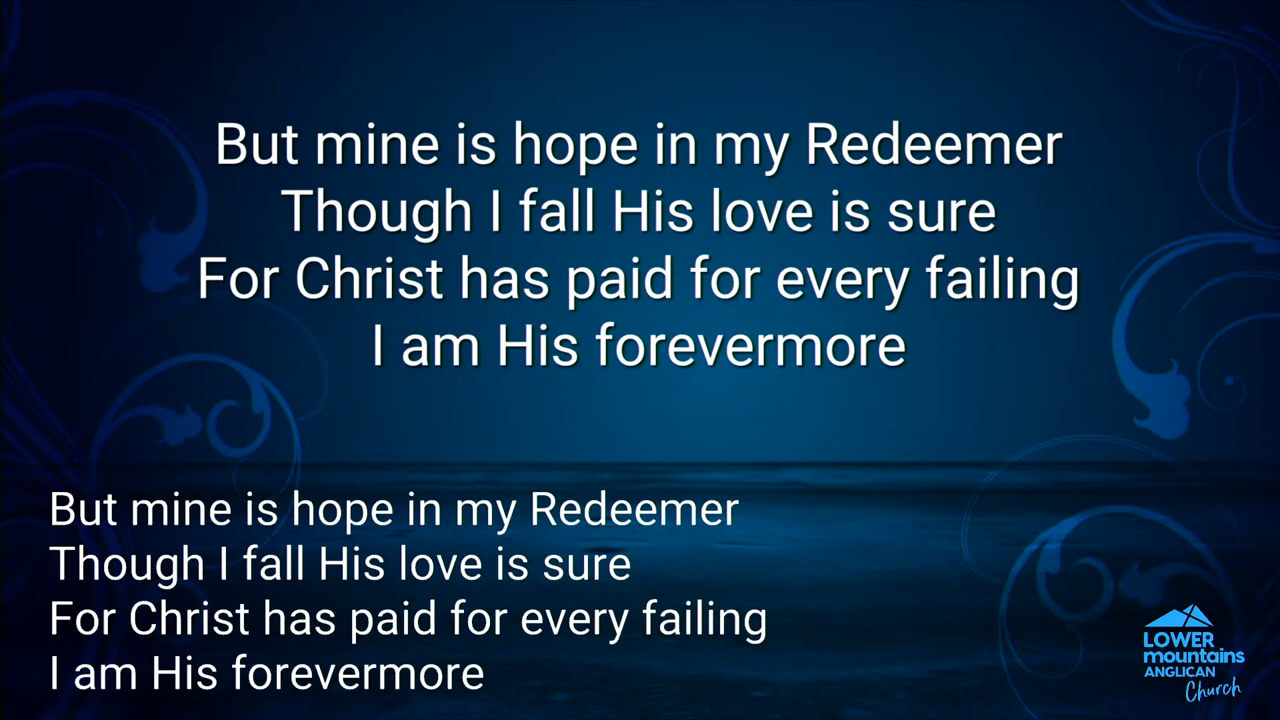 But mine is hope in my Redeemer
Though I fall His love is sure
For Christ has paid for every failing
I am His forevermore
But mine is hope in my Redeemer
Though I fall His love is sure
For Christ has paid for every failing
I am His forevermore
LOWER
mountains
ANGLICAN
Church